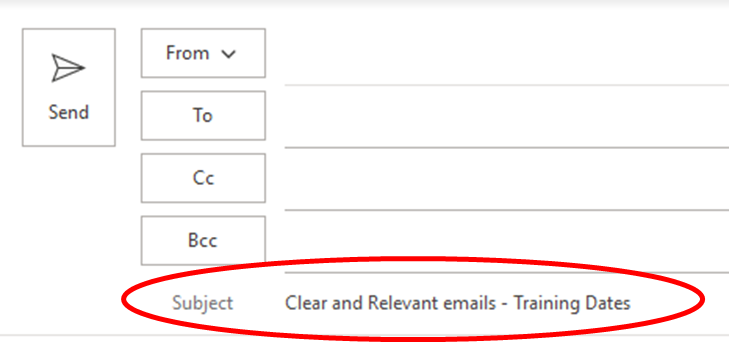 From
Send
To
Cc
Bcc
Subject Clear and Relevant emails - Training Dates